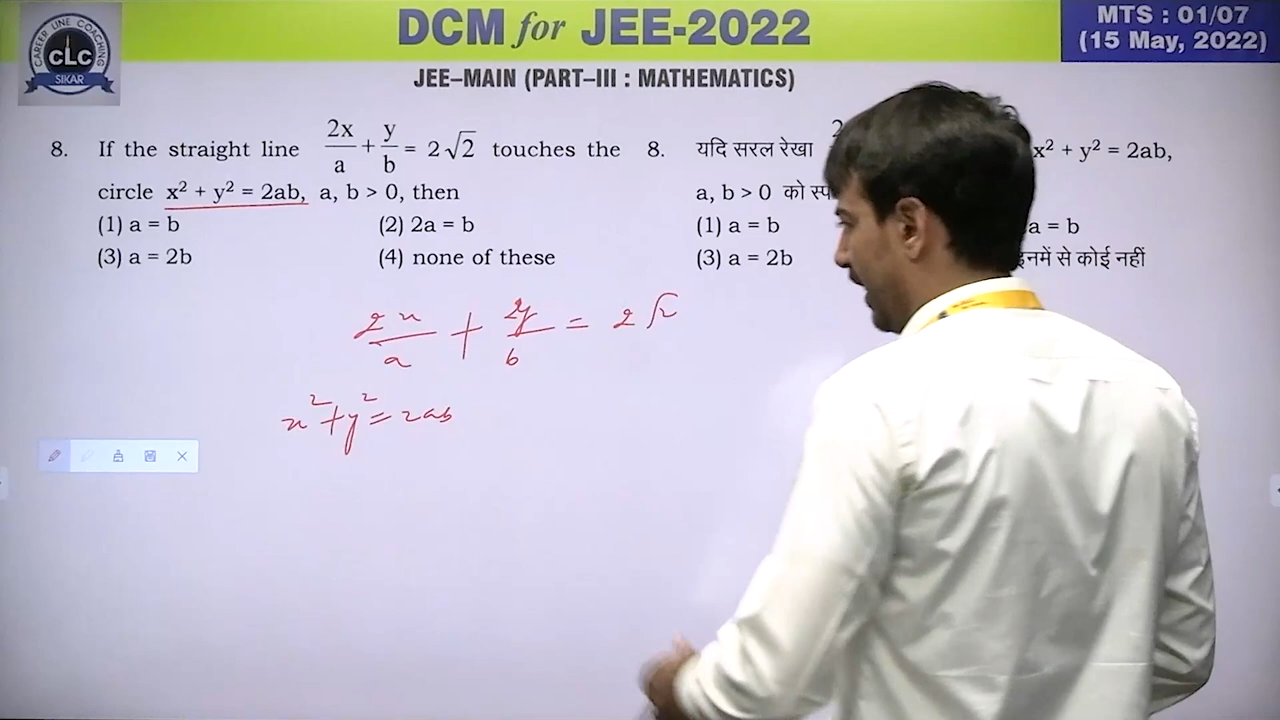 CAREER LINE COACHING
CLC
SIKAR
DCM for JEE-2022
MTS : 01/07
(15 May, 2022)
JEE–MAIN (PART–III : MATHEMATICS)
8. If the straight line 2x/a + y/b = 2√2 touches the
circle x² + y² = 2ab, a, b > 0, then
(1) a = b (2) 2a = b
(3) a = 2b (4) none of these
8. यदि सरल रेखा 2 x² + y² = 2ab,
a, b > 0 को
(1) a = b a = b
(3) a = 2b इनमें से कोई नहीं
2x/a + 2y/b = 2√2
x² + y² = 2ab